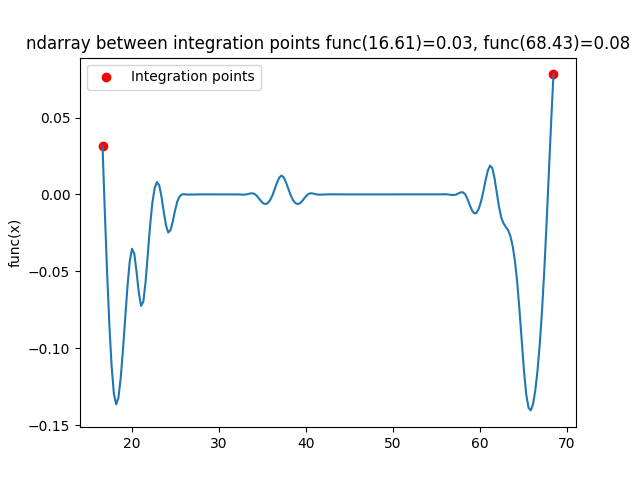 ndarray between integration points func(16.61)=0.03, func(68.43)=0.08
Integration points
func(x)
0.05
0.00
−0.05
−0.10
−0.15
20 30 40 50 60 70